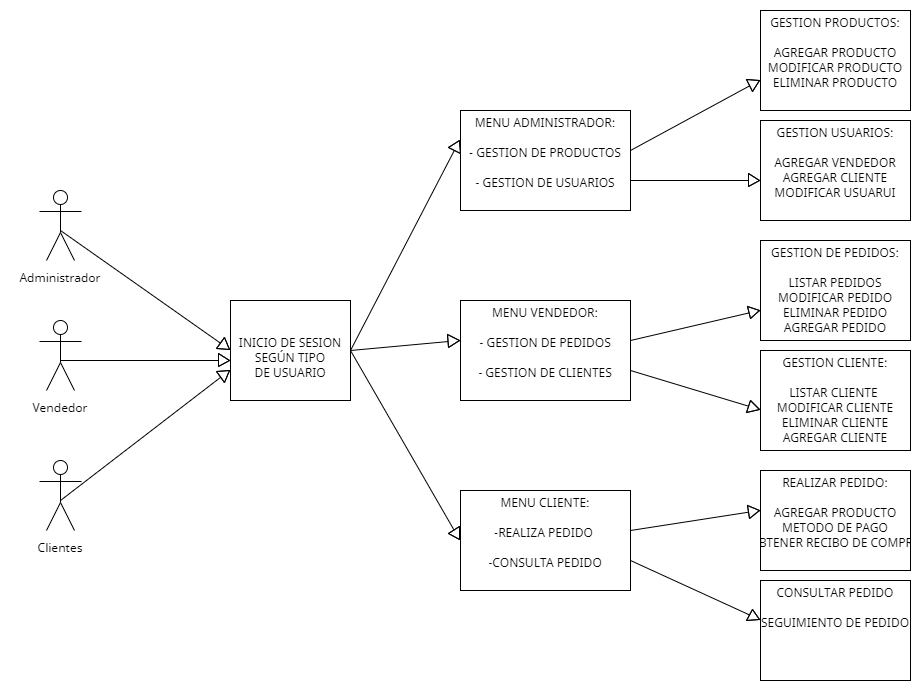 Administrador
Vendedor
Clientes
INICIO DE SESION
SEGÚN TIPO
DE USUARIO
MENU ADMINISTRADOR:
- GESTION DE PRODUCTOS
- GESTION DE USUARIOS
MENU VENDEDOR:
- GESTION DE PEDIDOS
- GESTION DE CLIENTES
MENU CLIENTE:
-REALIZA PEDIDO
-CONSULTA PEDIDO
GESTION PRODUCTOS:
AGREGAR PRODUCTO
MODIFICAR PRODUCTO
ELIMINAR PRODUCTO
GESTION USUARIOS:
AGREGAR VENDEDOR
AGREGAR CLIENTE
MODIFICAR USUARUI
GESTION DE PEDIDOS:
LISTAR PEDIDOS
MODIFICAR PEDIDO
ELIMINAR PEDIDO
AGREGAR PEDIDO
GESTION CLIENTE:
LISTAR CLIENTE
MODIFICAR CLIENTE
ELIMINAR CLIENTE
AGREGAR CLIENTE
REALIZAR PEDIDO:
AGREGAR PRODUCTO
METODO DE PAGO
BTENER RECIBO DE COMPR
CONSULTAR PEDIDO
SEGUIMIENTO DE PEDIDO